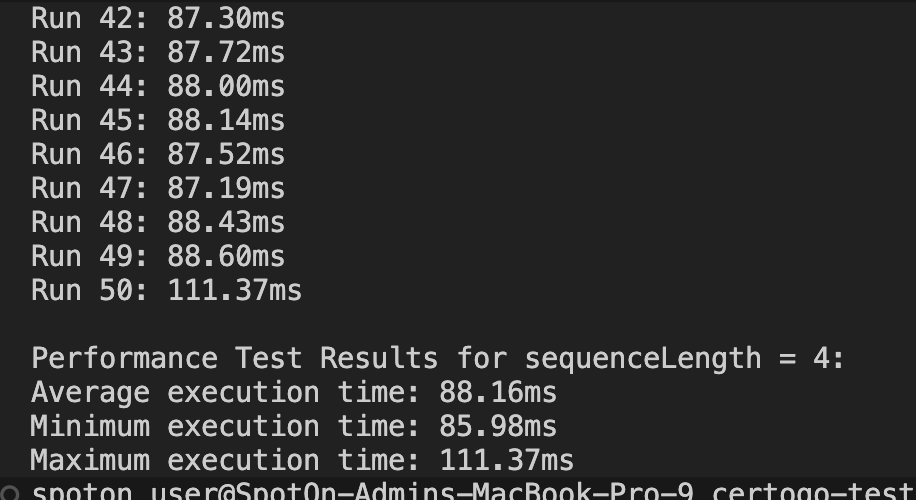 Run 42: 87.30ms
Run 43: 87.72ms
Run 44: 88.00ms
Run 45: 88.14ms
Run 46: 87.52ms
Run 47: 87.19ms
Run 48: 88.43ms
Run 49: 88.60ms
Run 50: 111.37ms
Performance Test Results for sequenceLength = 4:
Average execution time: 88.16ms
Minimum execution time: 85.98ms
Maximum execution time: 111.37ms
spoton_user@SpotOn-Admins-MacBook-Pro-9 certogo-test